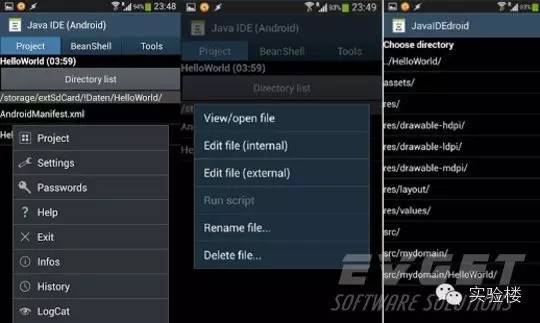 94% 23:48
Java IDE (Android)
Project BeanShell Tools
HelloWorld (03:59)
Directory list
/storage/extSdCard/!Daten/HelloWorld/
AndroidManifest.xml
Project
Settings
Passwords
Help
Exit
Infos
History
LogCat
93% 23:49
Java IDE (Android)
Project BeanShell Tools
HelloWorld (03:59)
Directory list
View/open file
Edit file (internal)
Edit file (external)
Run script
Rename file...
Delete file...
93% 23:50
JavaIDEdroid
Choose directory
../HelloWorld/
assets/
res/
res/drawable-hdpi/
res/drawable-ldpi/
res/drawable-mdpi/
res/layout/
res/values/
src/
src/mydomain/
src/mydomain/HelloWorld/
EVGET
SOFTWARE SOLUTIONS
实验楼